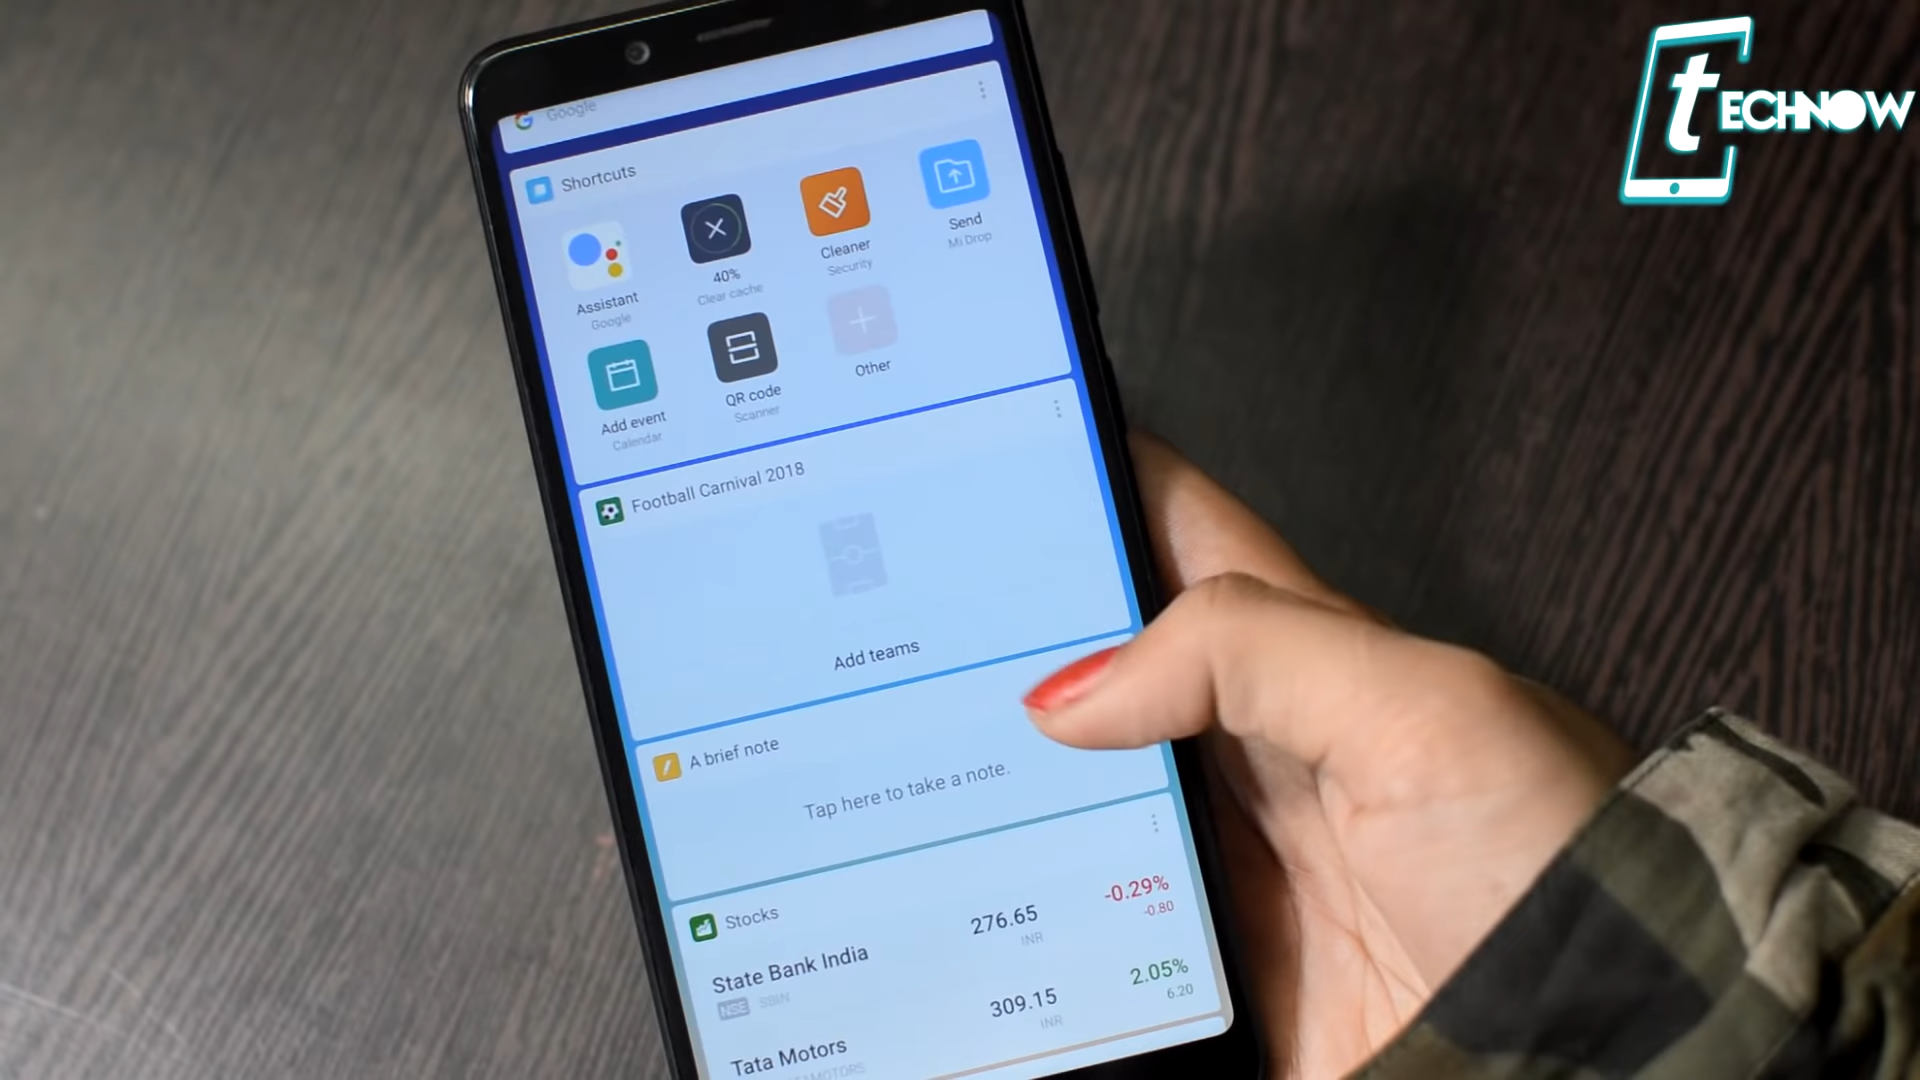 tECHNOW
Google
Shortcuts
Assistant
Google
40%
Clear cache
Cleaner
Security
Send
Mi Drop
Add event
Calendar
QR code
Scanner
Other
Football Carnival 2018
Add teams
A brief note
Tap here to take a note.
Stocks
State Bank India 276.65 -0.29%
NSE SBIN INR -0.80
Tata Motors 309.15 2.05%
INR 6.20